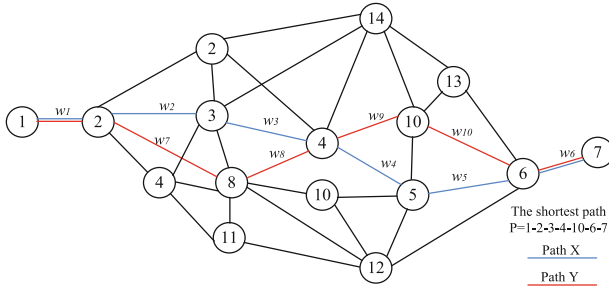 14
2
13
w1
w2
w9
1
2
3
w3
10
w10
w7
4
w6
7
w8
w4
4
8
w5
6
10
5
The shortest path
P=1-2-3-4-10-6-7
11
Path X
12
Path Y